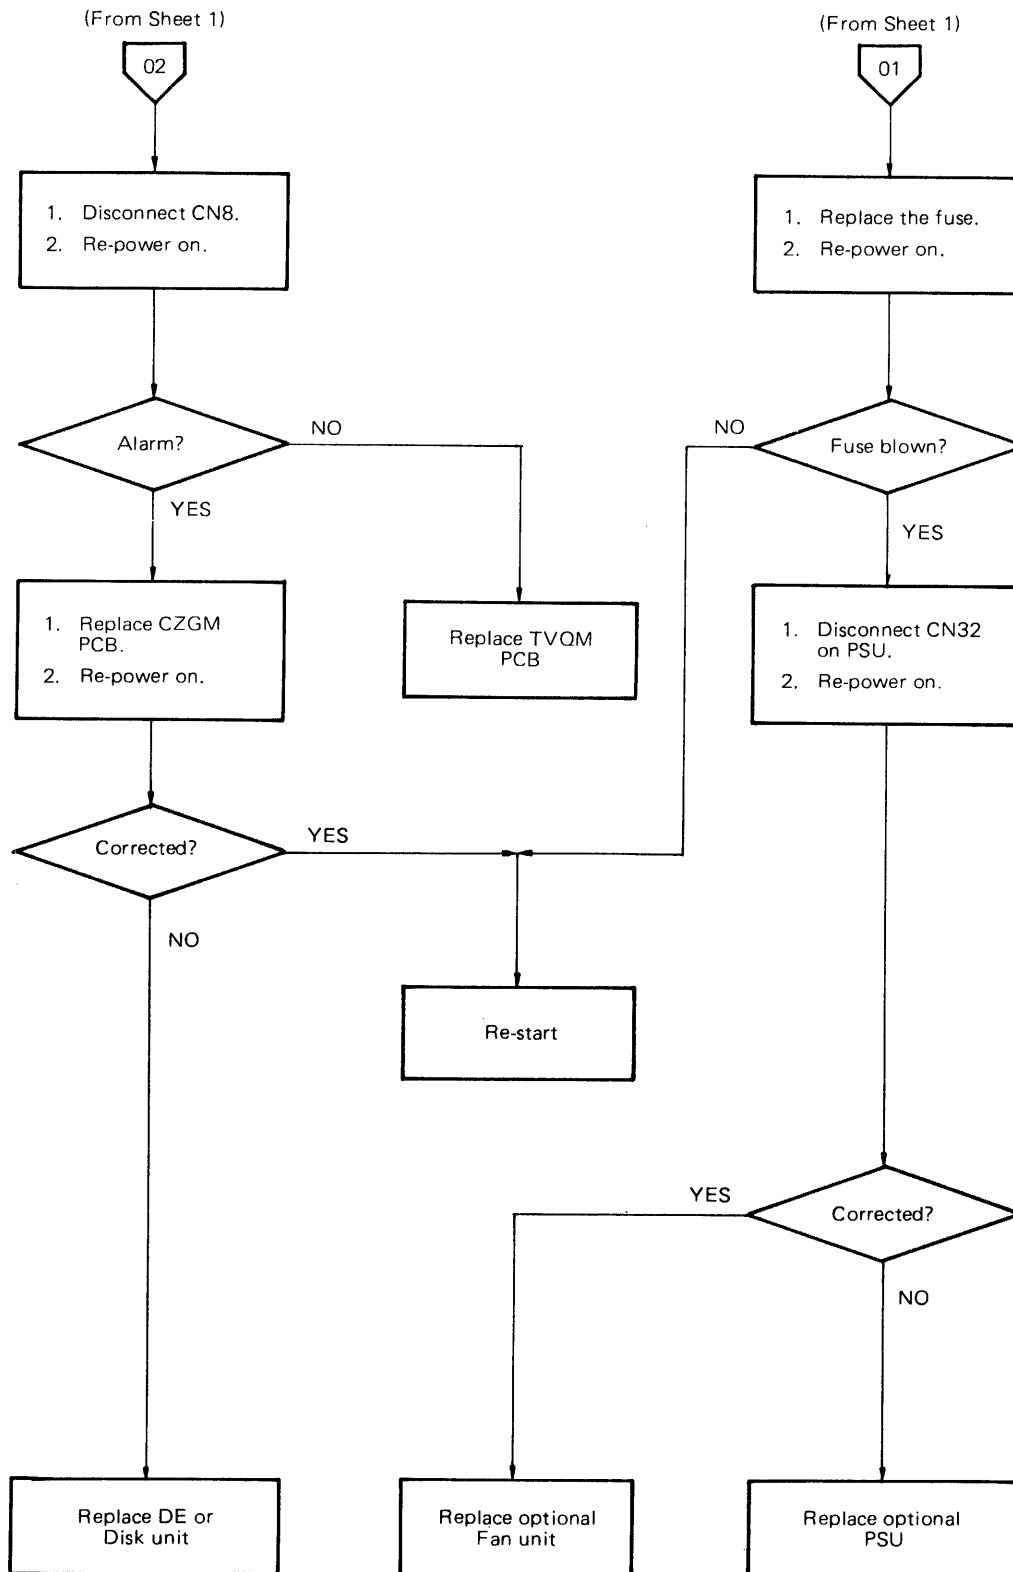 (From Sheet 1)
02
1. Disconnect CN8.
2. Re-power on.
Alarm?
NO
YES
1. Replace CZGM
PCB.
2. Re-power on.
Replace TVQM
PCB
Corrected?
YES
NO
Re-start
Replace DE or
Disk unit
(From Sheet 1)
01
1. Replace the fuse.
2. Re-power on.
Fuse blown?
NO
YES
1. Disconnect CN32
on PSU.
2. Re-power on.
Corrected?
YES
NO
Replace optional
Fan unit
Replace optional
PSU